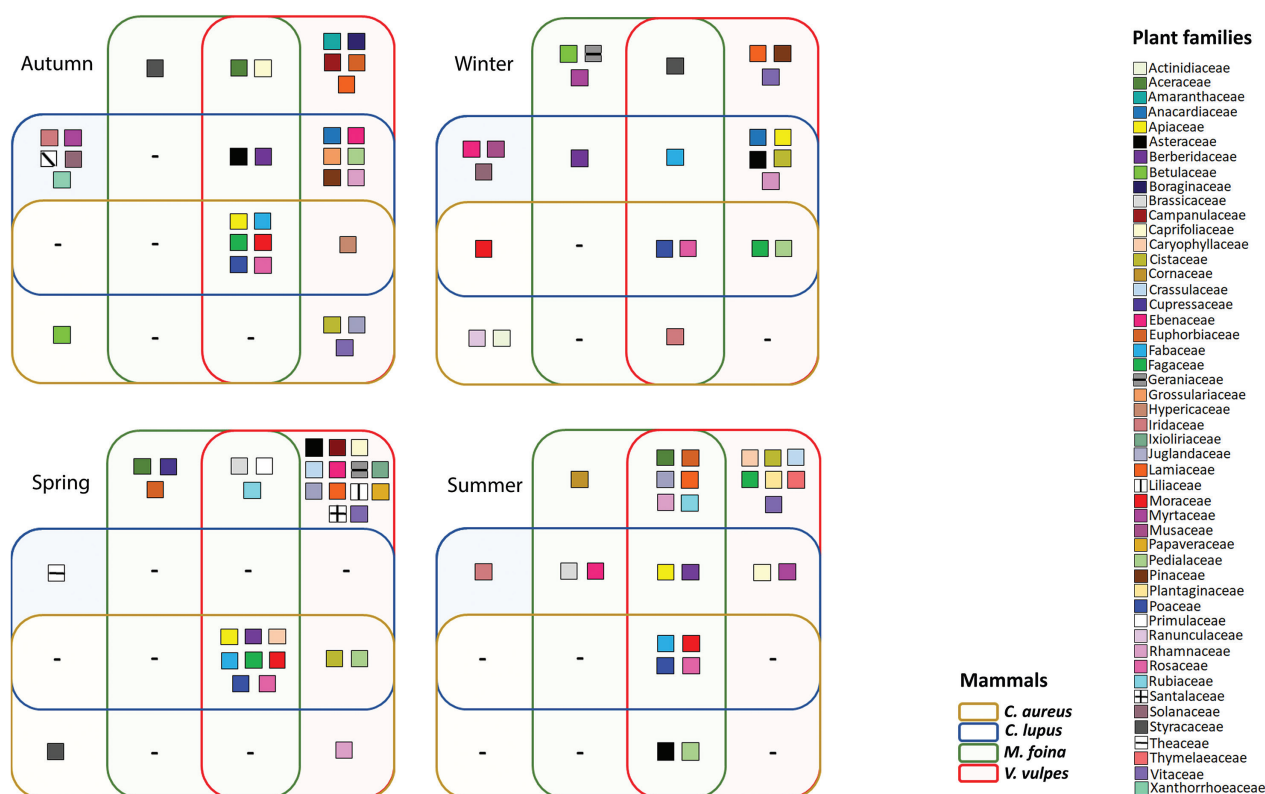 Autumn
Winter
Spring
Summer
Mammals
C. aureus
C. lupus
M. foina
V. vulpes
Plant families
Actinidiaceae
Aceraceae
Amaranthaceae
Anacardiaceae
Apiaceae
Asteraceae
Berberidaceae
Betulaceae
Boraginaceae
Brassicaceae
Campanulaceae
Caprifoliaceae
Caryophyllaceae
Cistaceae
Cornaceae
Crassulaceae
Cupressaceae
Ebenaceae
Euphorbiaceae
Fabaceae
Fagaceae
Geraniaceae
Grossulariaceae
Hypericaceae
Iridaceae
Ixioliriaceae
Juglandaceae
Lamiaceae
Liliaceae
Moraceae
Myrtaceae
Musaceae
Papaveraceae
Pedialaceae
Pinaceae
Plantaginaceae
Poaceae
Primulaceae
Ranunculaceae
Rhamnaceae
Rosaceae
Rubiaceae
Santalaceae
Solanaceae
Styracaceae
Theaceae
Thymelaeaceae
Vitaceae
Xanthorrhoeaceae